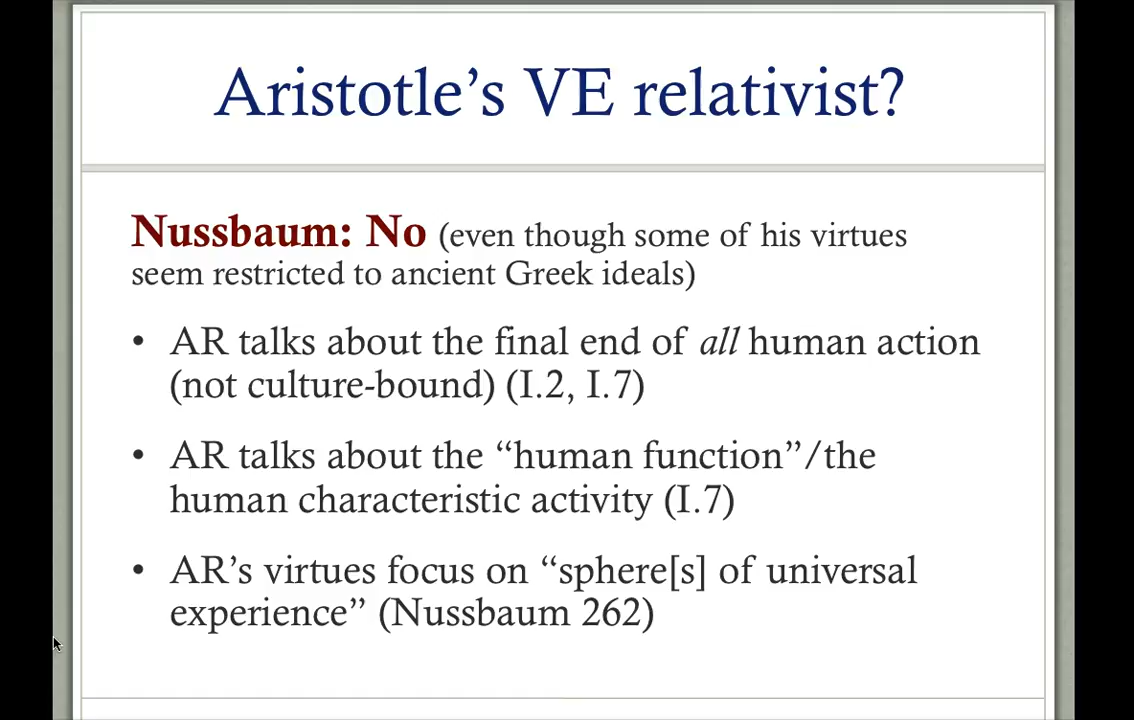 Aristotle’s VE relativist?
Nussbaum: No (even though some of his virtues
seem restricted to ancient Greek ideals)
• AR talks about the final end of all human action
(not culture-bound) (I.2, I.7)
• AR talks about the “human function”/the
human characteristic activity (I.7)
• AR’s virtues focus on “sphere[s] of universal
experience” (Nussbaum 262)